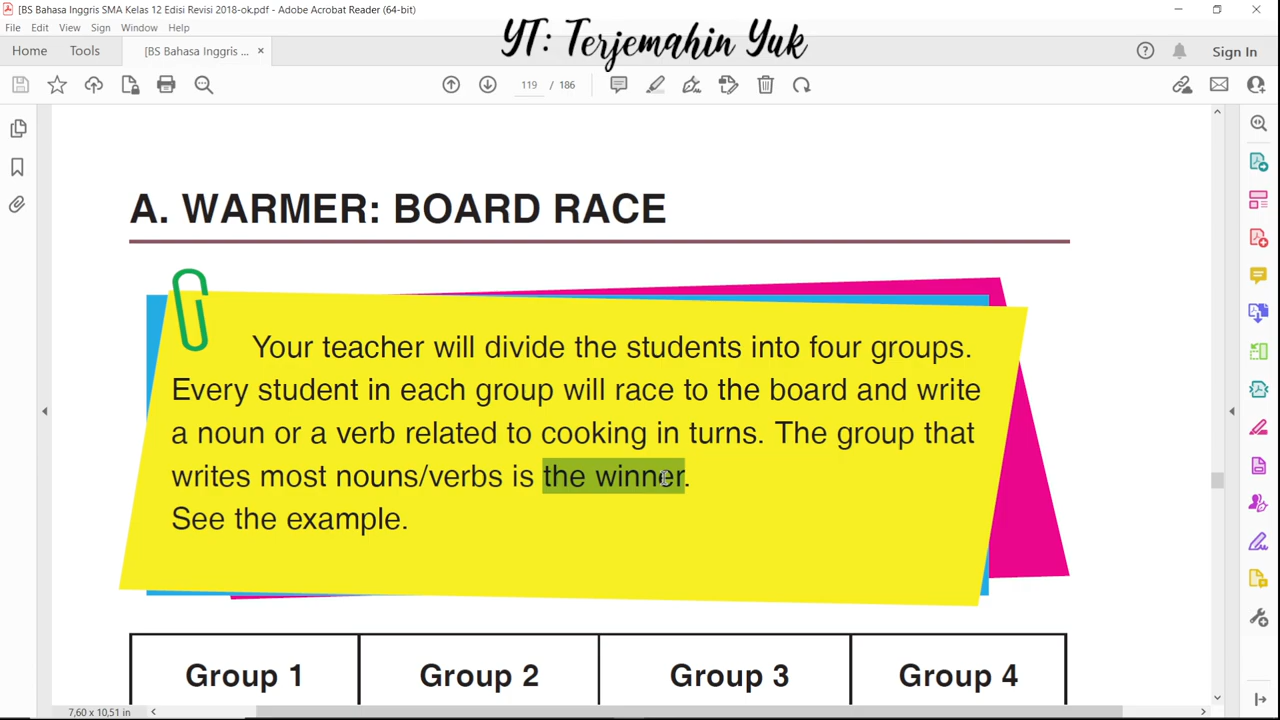 [BS Bahasa Inggris SMA Kelas 12 Edisi Revisi 2018-ok.pdf - Adobe Acrobat Reader (64-bit)
File Edit View Sign Window Help
YT: Terjemahin Yuk
Home Tools [BS Bahasa Inggris ... × Sign In
119 / 186
A. WARMER: BOARD RACE
Your teacher will divide the students into four groups.
Every student in each group will race to the board and write
a noun or a verb related to cooking in turns. The group that
writes most nouns/verbs is the winner.
See the example.
Group 1 Group 2 Group 3 Group 4
7,60 x 10,51 in